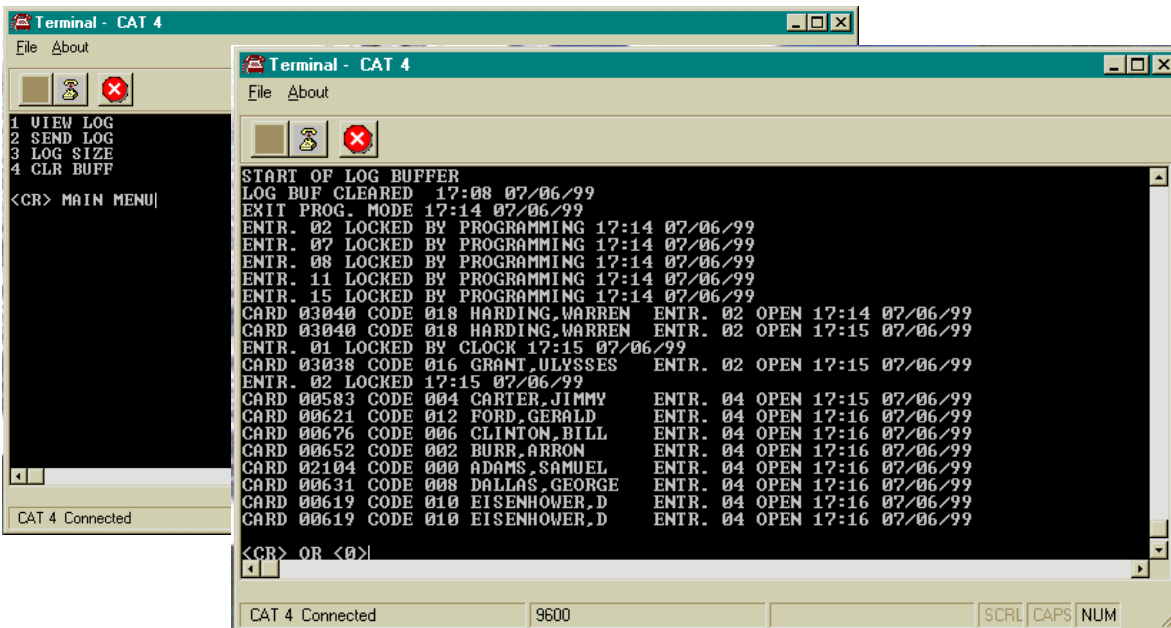 Terminal - CAT 4
File About
1 VIEW LOG
2 SEND LOG
3 LOG SIZE
4 CLR BUFF
<CR> MAIN MENU
CAT 4 Connected
Terminal - CAT 4
File About
START OF LOG BUFFER
LOG BUF CLEARED 17:08 07/06/99
EXIT PROG. MODE 17:14 07/06/99
ENTR. 02 LOCKED BY PROGRAMMING 17:14 07/06/99
ENTR. 07 LOCKED BY PROGRAMMING 17:14 07/06/99
ENTR. 08 LOCKED BY PROGRAMMING 17:14 07/06/99
ENTR. 11 LOCKED BY PROGRAMMING 17:14 07/06/99
ENTR. 15 LOCKED BY PROGRAMMING 17:14 07/06/99
CARD 03040 CODE 018 HARDING,WARREN ENTR. 02 OPEN 17:14 07/06/99
CARD 03040 CODE 018 HARDING,WARREN ENTR. 02 OPEN 17:15 07/06/99
ENTR. 01 LOCKED BY CLOCK 17:15 07/06/99
CARD 03038 CODE 016 GRANT,ULYSSES ENTR. 02 OPEN 17:15 07/06/99
ENTR. 02 LOCKED 17:15 07/06/99
CARD 00583 CODE 004 CARTER,JIMMY ENTR. 04 OPEN 17:15 07/06/99
CARD 00621 CODE 012 FORD,GERALD ENTR. 04 OPEN 17:16 07/06/99
CARD 00676 CODE 006 CLINTON,BILL ENTR. 04 OPEN 17:16 07/06/99
CARD 00652 CODE 002 BURR,ARRON ENTR. 04 OPEN 17:16 07/06/99
CARD 02104 CODE 000 ADAMS,SAMUEL ENTR. 04 OPEN 17:16 07/06/99
CARD 00631 CODE 008 DALLAS,GEORGE ENTR. 04 OPEN 17:16 07/06/99
CARD 00619 CODE 010 EISENHOWER,D ENTR. 04 OPEN 17:16 07/06/99
CARD 00619 CODE 010 EISENHOWER,D ENTR. 04 OPEN 17:16 07/06/99
<CR> OR <0>
CAT 4 Connected 9600 SCRL CAPS NUM